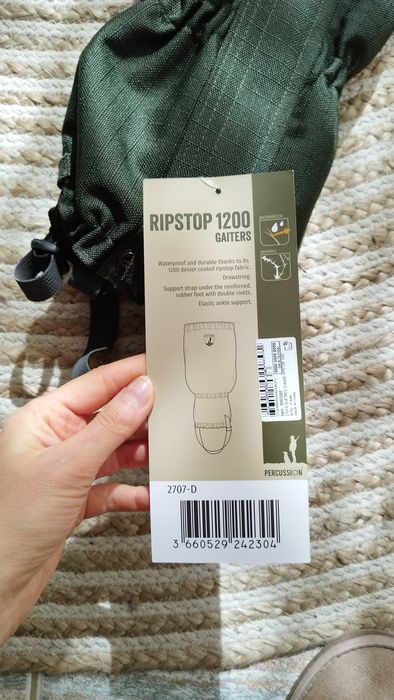 RIPSTOP 1200
GAITERS
WATERPROOF
Waterproof and durable thanks to its
1200 denier coated ripstop fabric.
Drawstring.
Support strap under the reinforced
rubber foot with double rivets.
Elastic ankle support.
PERCUSSION
2707-D
3 660529 242304